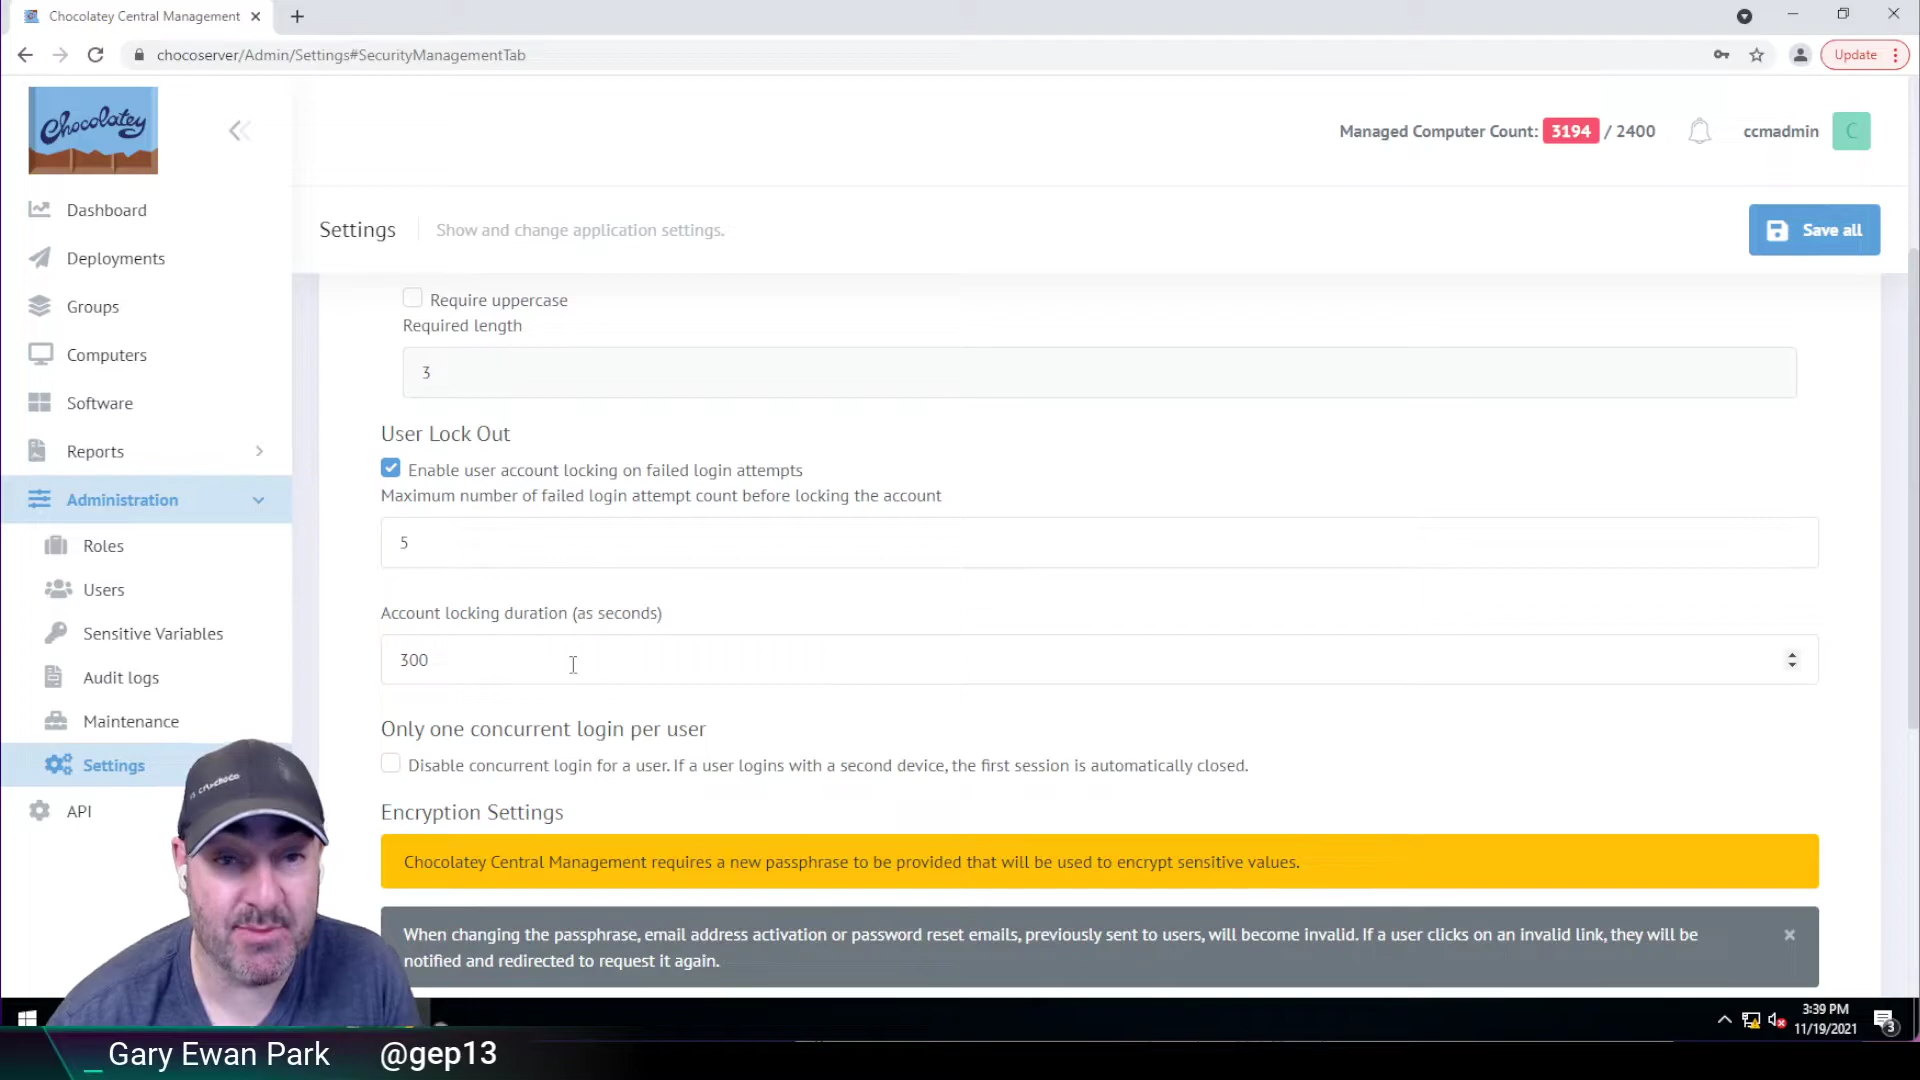 Chocolatey Central Management
chocoserver/Admin/Settings#SecurityManagementTab
Update
Chocolatey
Managed Computer Count: 3194 / 2400
ccmadmin
C
Settings
Show and change application settings.
Save all
Dashboard
Deployments
Groups
Computers
Software
Reports
Administration
Roles
Users
Sensitive Variables
Audit logs
Maintenance
Settings
API
Require uppercase
Required length
3
User Lock Out
Enable user account locking on failed login attempts
Maximum number of failed login attempt count before locking the account
5
Account locking duration (as seconds)
300
Only one concurrent login per user
Disable concurrent login for a user. If a user logins with a second device, the first session is automatically closed.
Encryption Settings
Chocolatey Central Management requires a new passphrase to be provided that will be used to encrypt sensitive values.
When changing the passphrase, email address activation or password reset emails, previously sent to users, will become invalid. If a user clicks on an invalid link, they will be
notified and redirected to request it again.
3:39 PM
11/19/2021
3
_ Gary Ewan Park @gep13